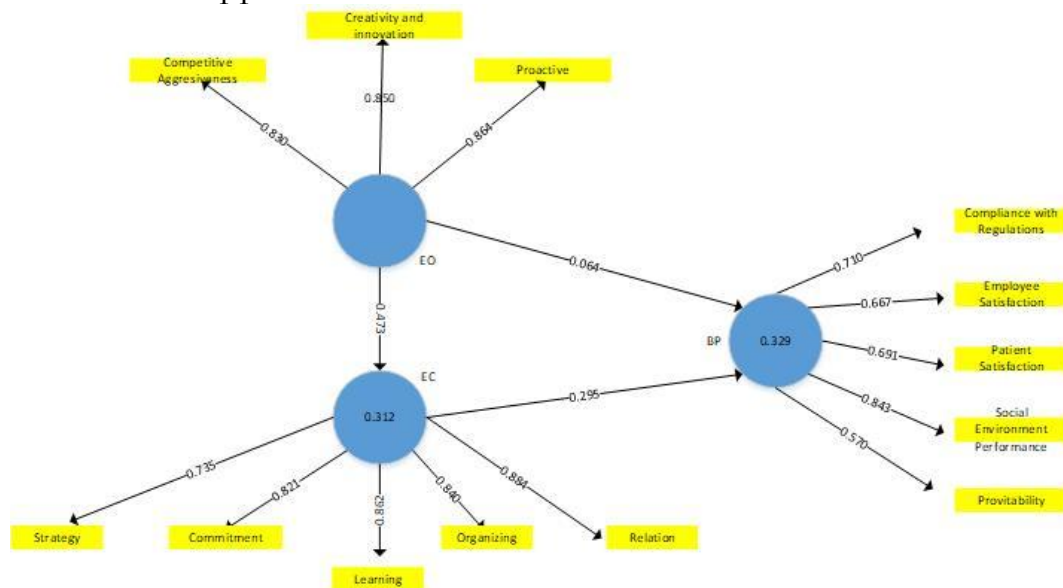 Creativity and
innovation
Competitive
Aggresiveness
Proactive
0.830
0.850
0.864
EO
0.064
0.473
Compliance with
Regulations
0.710
Employee
Satisfaction
0.667
BP
0.329
Patient
Satisfaction
0.691
EC
0.312
0.295
0.843
Social
Environment
Performance
0.570
Provitability
0.735
0.821
0.840
0.884
Strategy
Commitment
Organizing
Relation
Learning